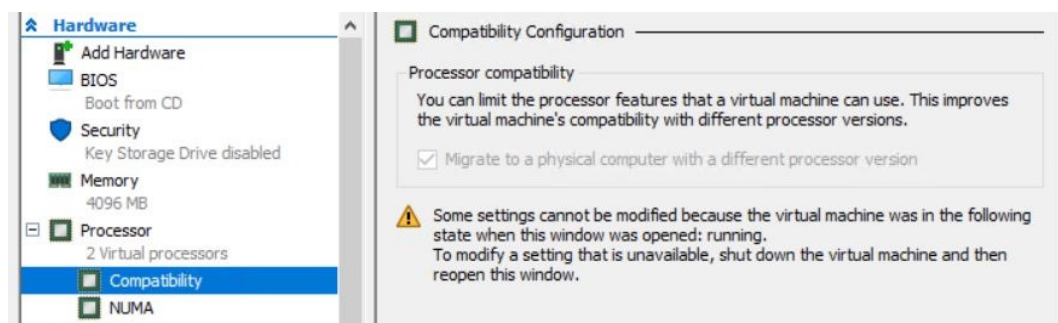 Hardware
Add Hardware
BIOS
Boot from CD
Security
Key Storage Drive disabled
Memory
4096 MB
Processor
2 Virtual processors
Compatibility
NUMA
Compatibility Configuration
Processor compatibility
You can limit the processor features that a virtual machine can use. This improves
the virtual machine's compatibility with different processor versions.
Migrate to a physical computer with a different processor version
Some settings cannot be modified because the virtual machine was in the following
state when this window was opened: running.
To modify a setting that is unavailable, shut down the virtual machine and then
reopen this window.